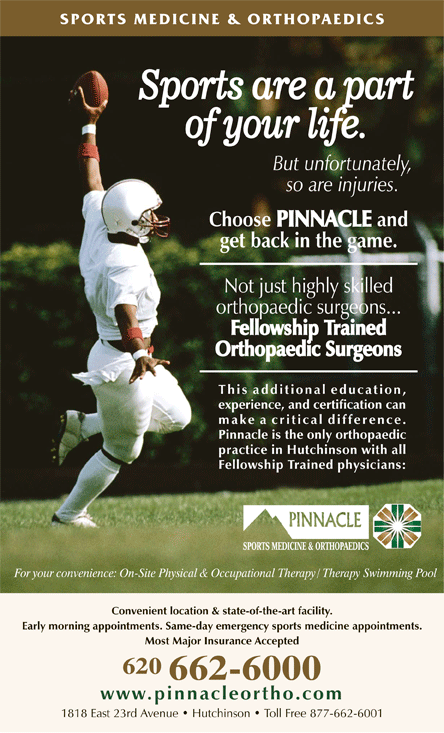 SPORTS MEDICINE & ORTHOPAEDICS
Sports are a part
of your life.
But unfortunately,
so are injuries.
Choose PINNACLE and
get back in the game.
Not just highly skilled
orthopaedic surgeons...
Fellowship Trained
Orthopaedic Surgeons
This additional education,
experience, and certification can
make a critical difference.
Pinnacle is the only orthopaedic
practice in Hutchinson with all
Fellowship Trained physicians:
PINNACLE
SPORTS MEDICINE & ORTHOPAEDICS
For your convenience: On-Site Physical & Occupational Therapy / Therapy Swimming Pool
Convenient location & state-of-the-art facility.
Early morning appointments. Same-day emergency sports medicine appointments.
Most Major Insurance Accepted
620 662-6000
www.pinnacleortho.com
1818 East 23rd Avenue • Hutchinson • Toll Free 877-662-6001